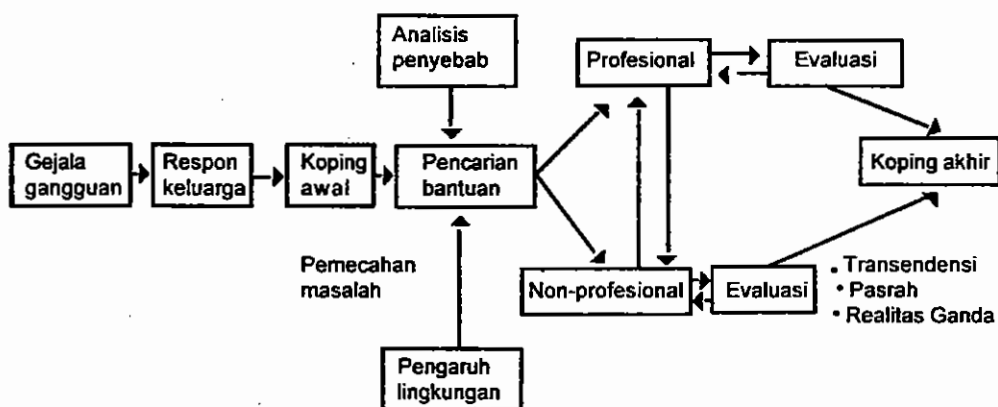 Analisis
penyebab
Profesional
Evaluasi
Gejala
gangguan
Respon
keluarga
Koping
awal
Pencarian
bantuan
Koping akhir
Pemecahan
masalah
Non-profesional
Evaluasi
• Transendensi
• Pasrah
• Realitas Ganda
Pengaruh
lingkungan